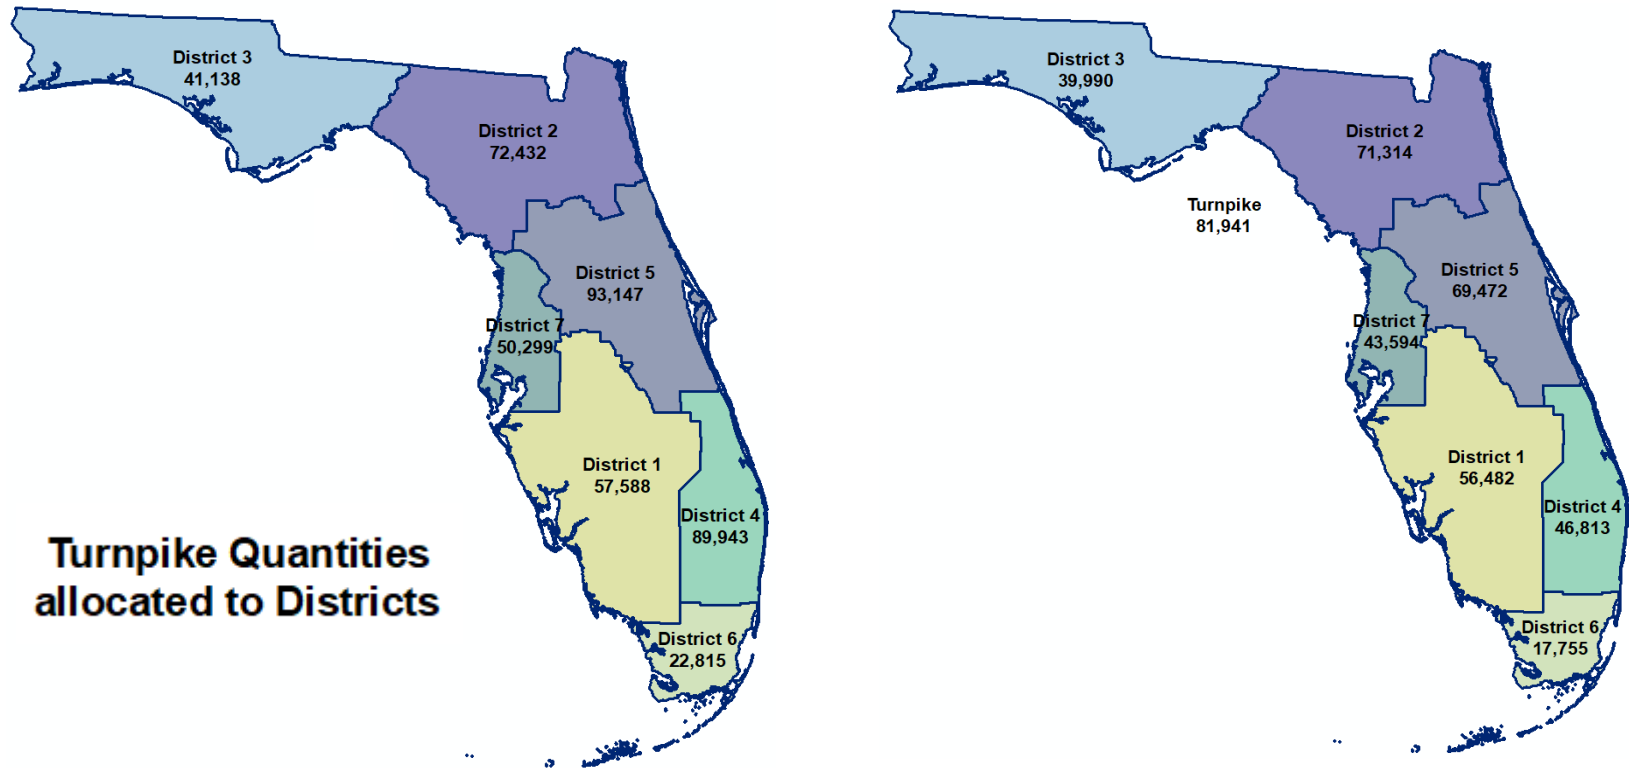 District 3
41,138
District 2
72,432
District 5
93,147
District 7
50,299
District 1
57,588
District 4
89,943
District 6
22,815
Turnpike Quantities
allocated to Districts
District 3
39,990
District 2
71,314
Turnpike
81,941
District 5
69,472
District 7
43,594
District 1
56,482
District 4
46,813
District 6
17,755